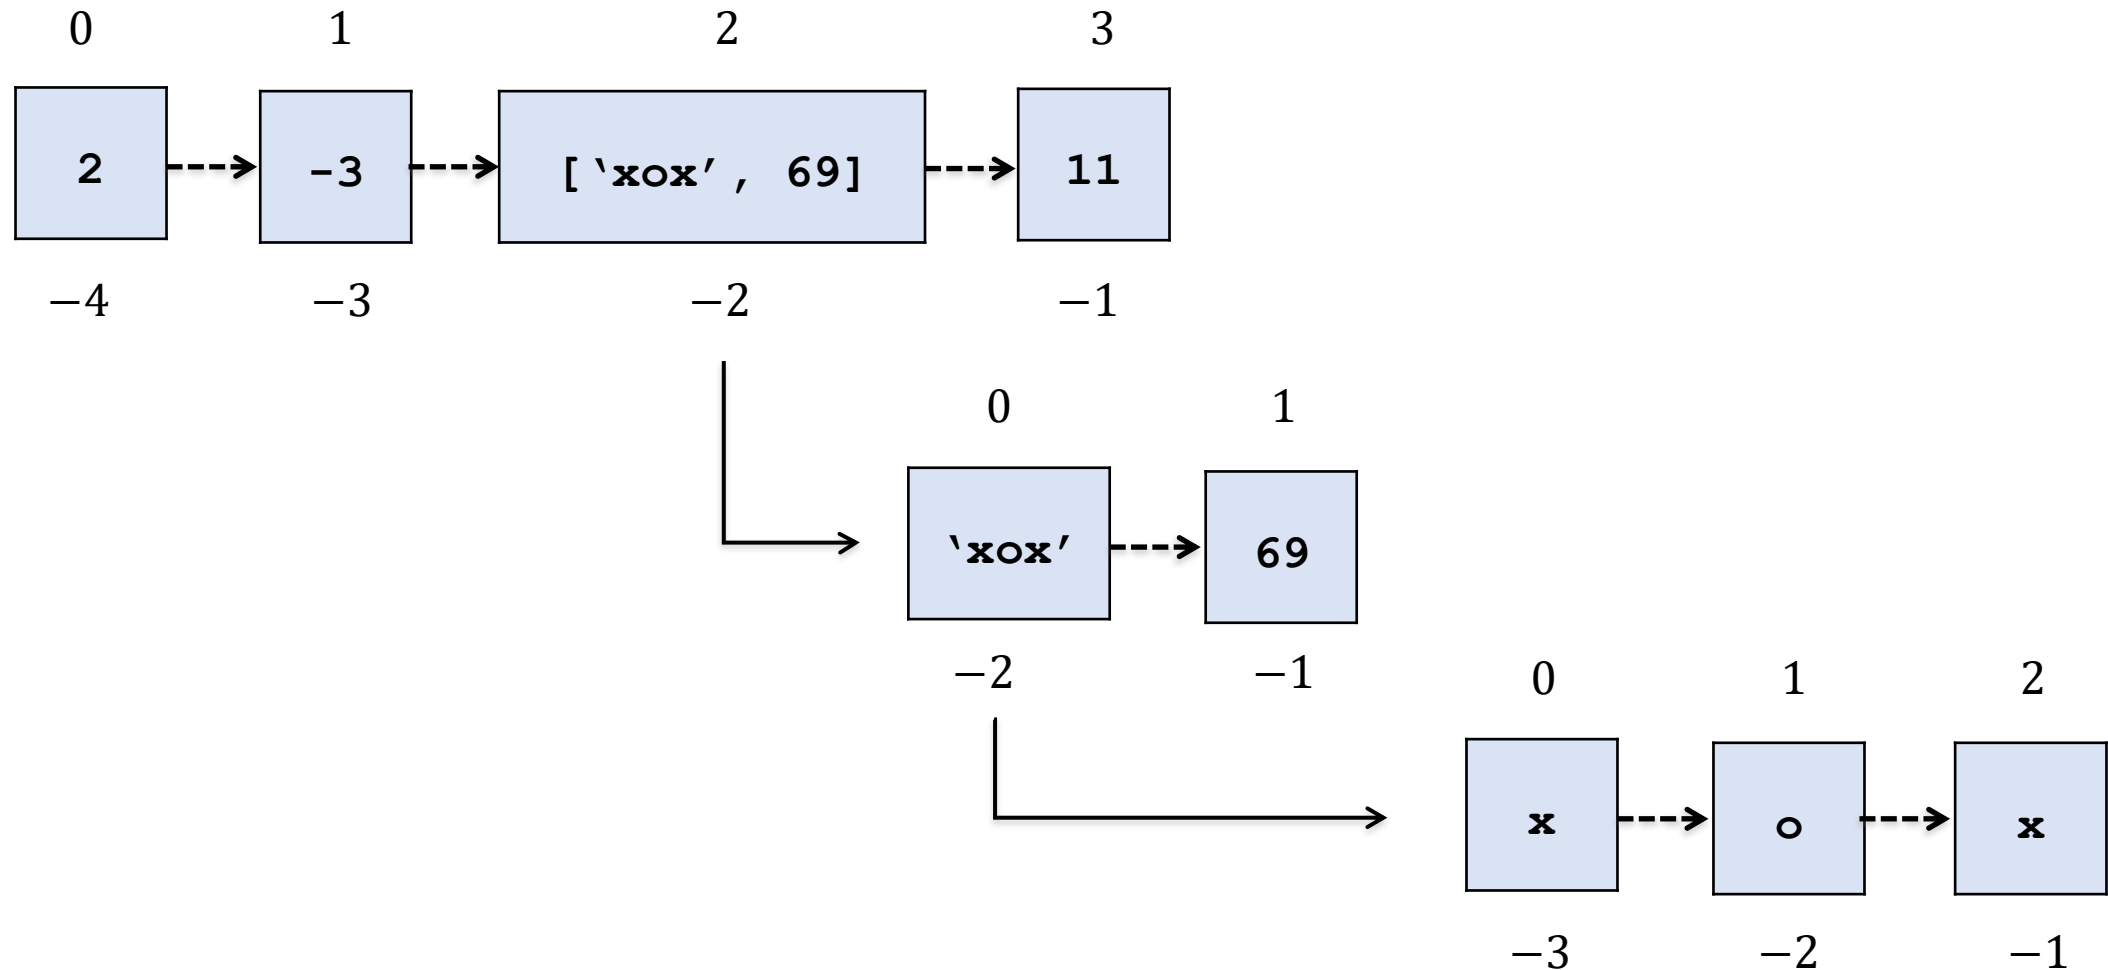 0 1 2 3
2 -3 [‘xox’, 69] 11
−4 −3 −2 −1
0 1
‘xox’ 69
−2 −1
0 1 2
x o x
−3 −2 −1